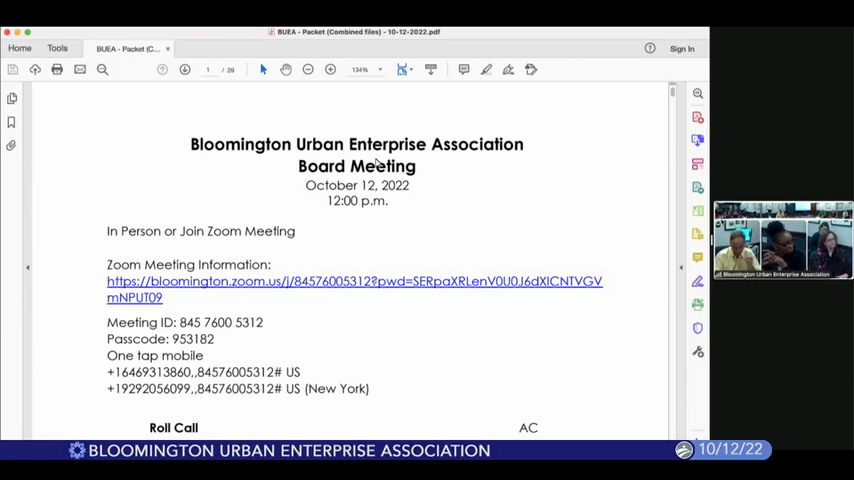 BUEA - Packet (Combined files) - 10-12-2022.pdf
Home Tools BUEA - Packet (C... × Sign In
1 / 29 134%
Bloomington Urban Enterprise Association
Board Meeting
October 12, 2022
12:00 p.m.
In Person or Join Zoom Meeting
Zoom Meeting Information:
https://bloomington.zoom.us/j/84576005312?pwd=SERpaXRLenV0U0J6dXlCNTVGV
mNPUT09
Meeting ID: 845 7600 5312
Passcode: 953182
One tap mobile
+16469313860,,84576005312# US
+19292056099,,84576005312# US (New York)
Roll Call AC
Bloomington Urban Enterprise Association
BLOOMINGTON URBAN ENTERPRISE ASSOCIATION 10/12/22